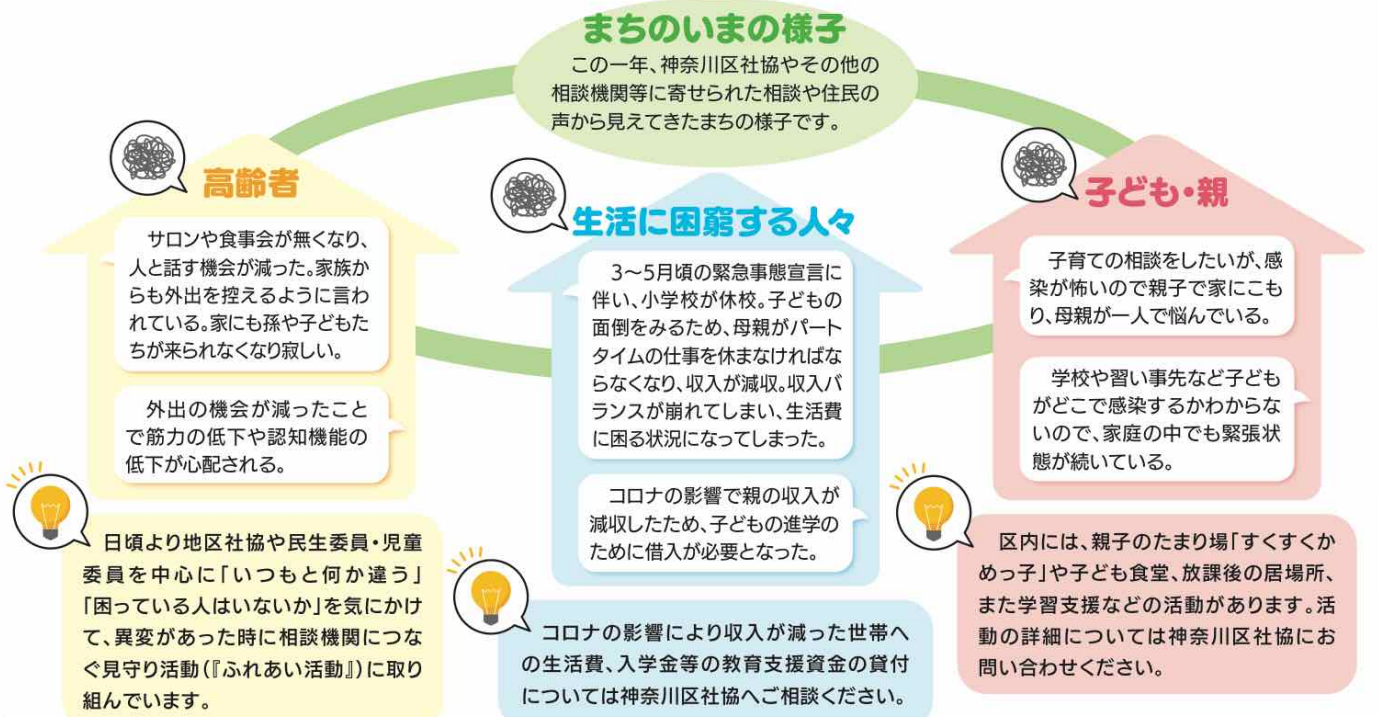 まちのいまの様子
この一年、神奈川区社協やその他の
相談機関等に寄せられた相談や住民の
声から見えてきたまちの様子です。
高齢者
サロンや食事会が無くなり、
人と話す機会が減った。家族か
らも外出を控えるように言わ
れている。家にも孫や子どもた
ちが来られなくなり寂しい。
外出の機会が減ったこと
で筋力の低下や認知機能の
低下が心配される。
日頃より地区社協や民生委員・児童
委員を中心に「いつもと何か違う」
「困っている人はいないか」を気にかけ
て、異変があった時に相談機関につな
ぐ見守り活動(『ふれあい活動』)に取り
組んでいます。
生活に困窮する人々
3〜5月頃の緊急事態宣言に
伴い、小学校が休校。子どもの
面倒をみるため、母親がパート
タイムの仕事を休まなければな
らなくなり、収入が減収。収入バ
ランスが崩れてしまい、生活費
に困る状況になってしまった。
コロナの影響で親の収入が
減収したため、子どもの進学の
ために借入が必要となった。
コロナの影響により収入が減った世帯へ
の生活費、入学金等の教育支援資金の貸付
については神奈川区社協へご相談ください。
子ども・親
子育ての相談をしたいが、感
染が怖いので親子で家にこも
り、母親が一人で悩んでいる。
学校や習い事先など子ども
がどこで感染するかわからな
いので、家庭の中でも緊張状
態が続いている。
区内には、親子のたまり場「すくすくか
めっ子」や子ども食堂、放課後の居場所、
また学習支援などの活動があります。活
動の詳細については神奈川区社協にお
問い合わせください。